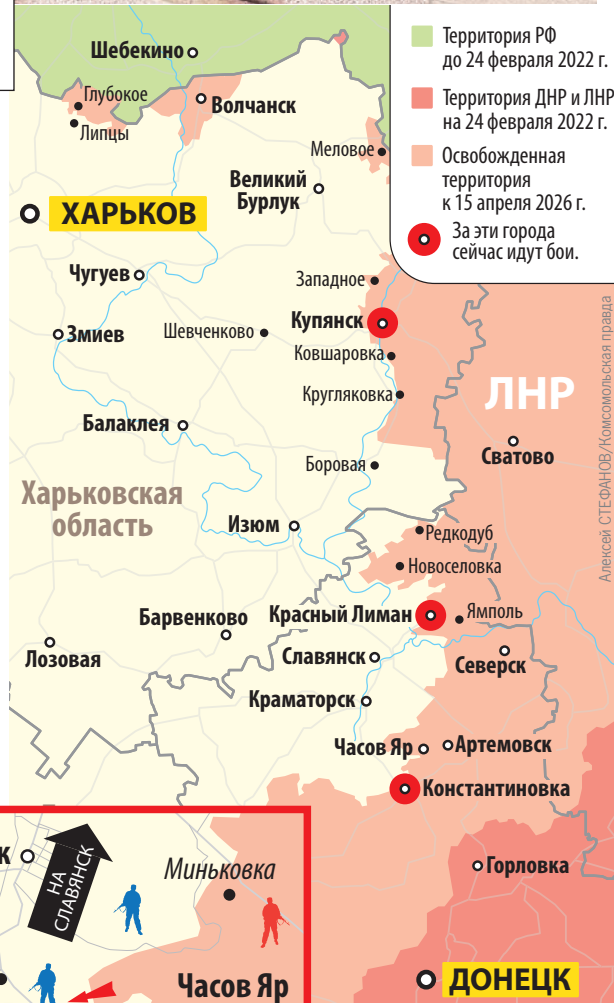 Территория РФ
до 24 февраля 2022 г.
Территория ДНР и ЛНР
на 24 февраля 2022 г.
Освобожденная
территория
к 15 апреля 2026 г.
За эти города
сейчас идут бои.
Шебекино
Глубокое
Волчанск
Липцы
Меловое
Великий
Бурлук
ХАРЬКОВ
Чугуев
Западное
Купянск
Змиев
Шевченково
Ковшаровка
Кругляковка
ЛНР
Балаклея
Сватово
Боровая
Харьковская
область
Изюм
Редкодуб
Новоселовка
Барвенково
Красный Лиман
Ямполь
Лозовая
Славянск
Северск
Краматорск
Часов Яр
Артемовск
Константиновка
Горловка
ДОНЕЦК
К
НА
СЛАВЯНСК
Миньковка
Часов Яр
Алексей СТЕФАНОВ/Комсомольская правда